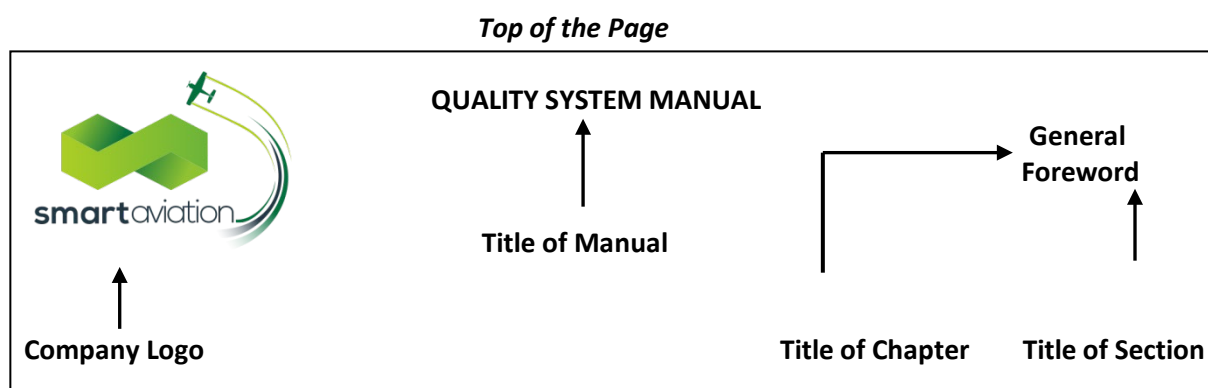 Top of the Page
QUALITY SYSTEM MANUAL
General
Foreword
smartaviation
Title of Manual
Company Logo
Title of Chapter
Title of Section